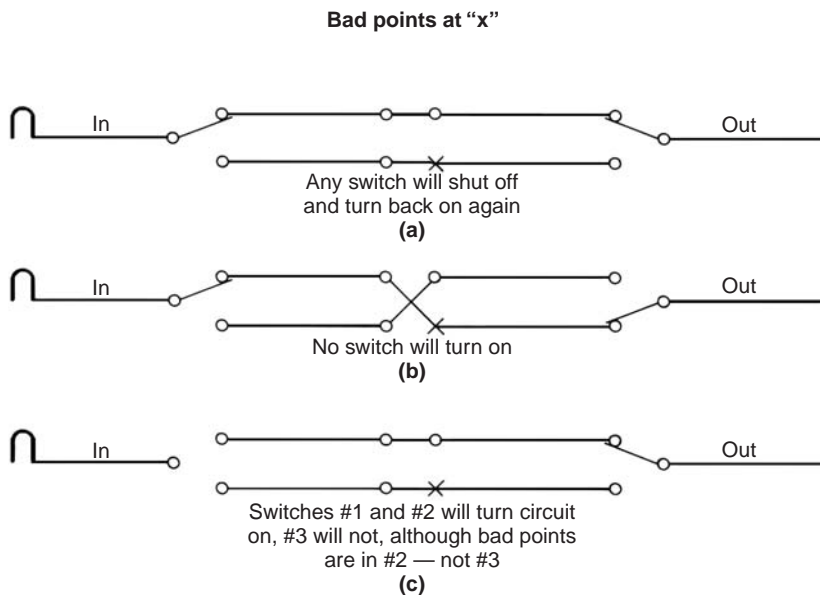 Bad points at “x”
In
Out
Any switch will shut off
and turn back on again
(a)
In
Out
No switch will turn on
(b)
In
Out
Switches #1 and #2 will turn circuit
on, #3 will not, although bad points
are in #2 — not #3
(c)